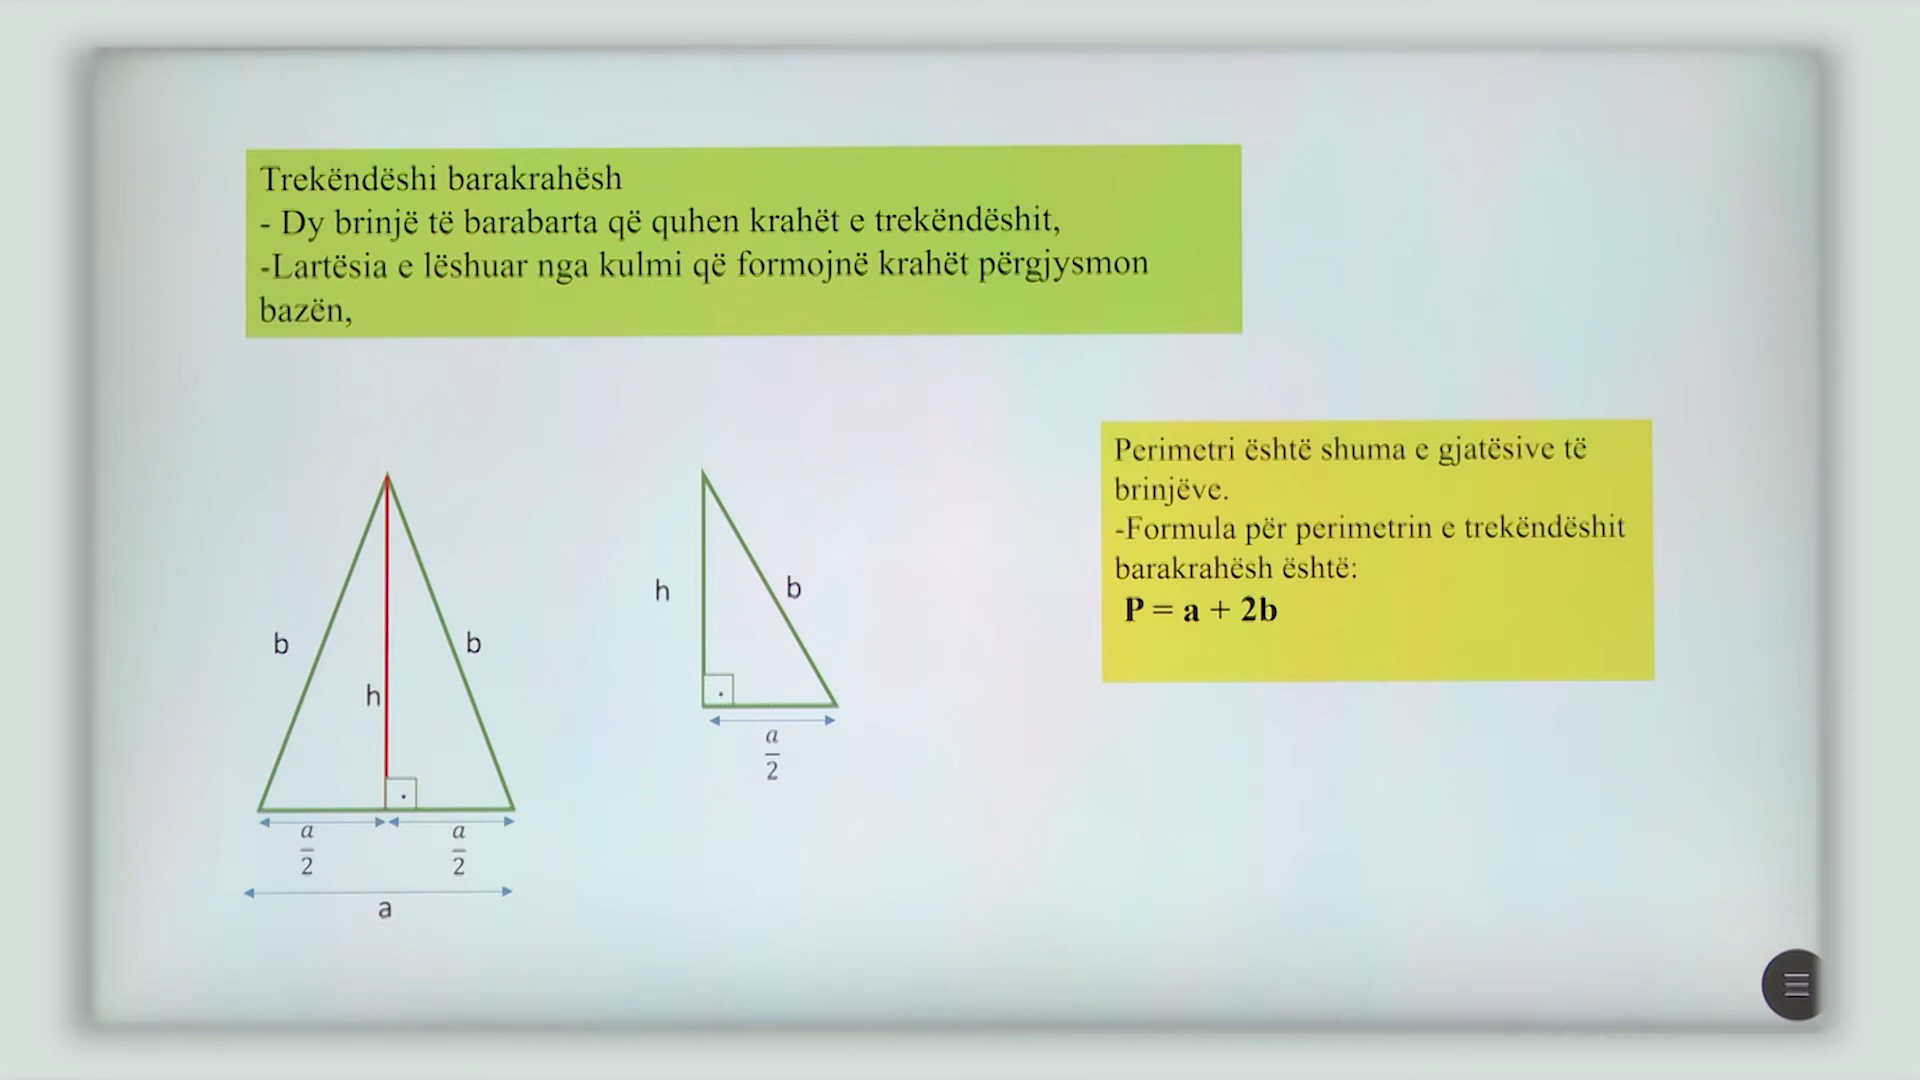 Trekëndëshi barakrahësh
- Dy brinjë të barabarta që quhen krahët e trekëndëshit,
-Lartësia e lëshuar nga kulmi që formojnë krahët përgjysmon
bazën,
Perimetri është shuma e gjatësive të
brinjëve.
-Formula për perimetrin e trekëndëshit
barakrahësh është:
P = a + 2b
b
b
h
a
2
a
2
a
h
b
a
2